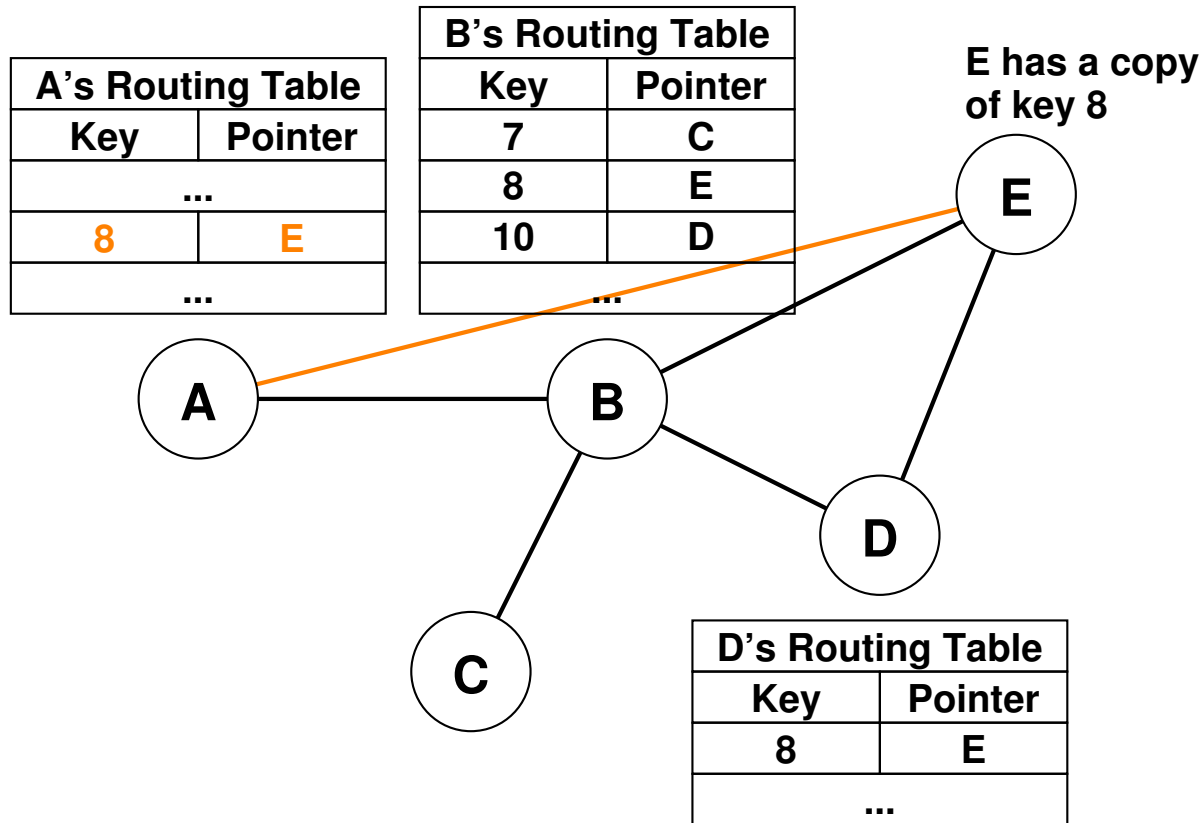 A's Routing Table
Key Pointer
...
8 E
...
B's Routing Table
Key Pointer
7 C
8 E
10 D
...
E has a copy
of key 8
E
A
B
D
C
D's Routing Table
Key Pointer
8 E
...